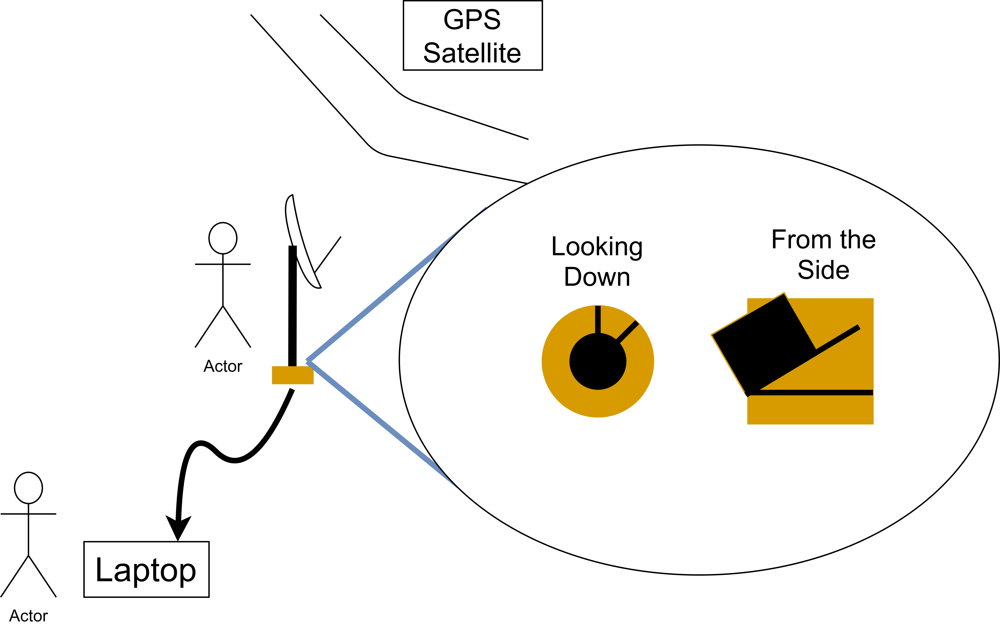 GPS
Satellite
Looking
Down
From the
Side
Actor
Laptop
Actor